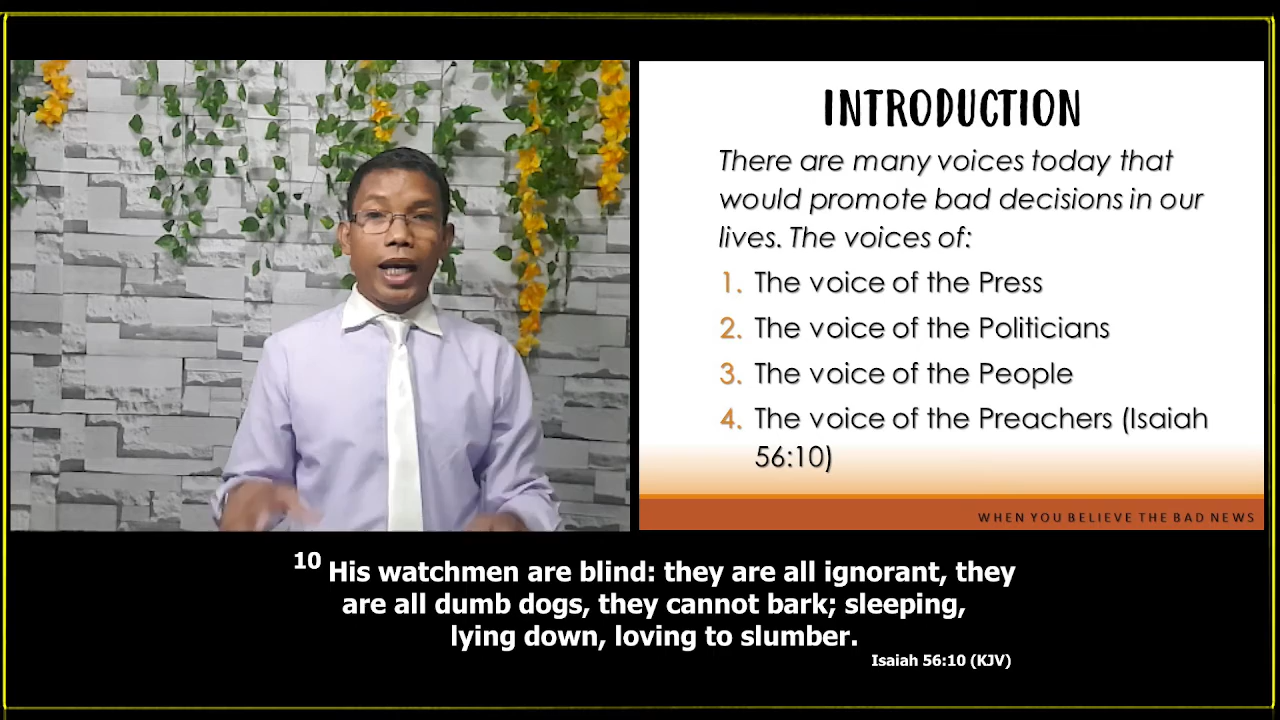 INTRODUCTION
There are many voices today that
would promote bad decisions in our
lives. The voices of:
1. The voice of the Press
2. The voice of the Politicians
3. The voice of the People
4. The voice of the Preachers (Isaiah
56:10)
WHEN YOU BELIEVE THE BAD NEWS
10 His watchmen are blind: they are all ignorant, they
are all dumb dogs, they cannot bark; sleeping,
lying down, loving to slumber.
Isaiah 56:10 (KJV)